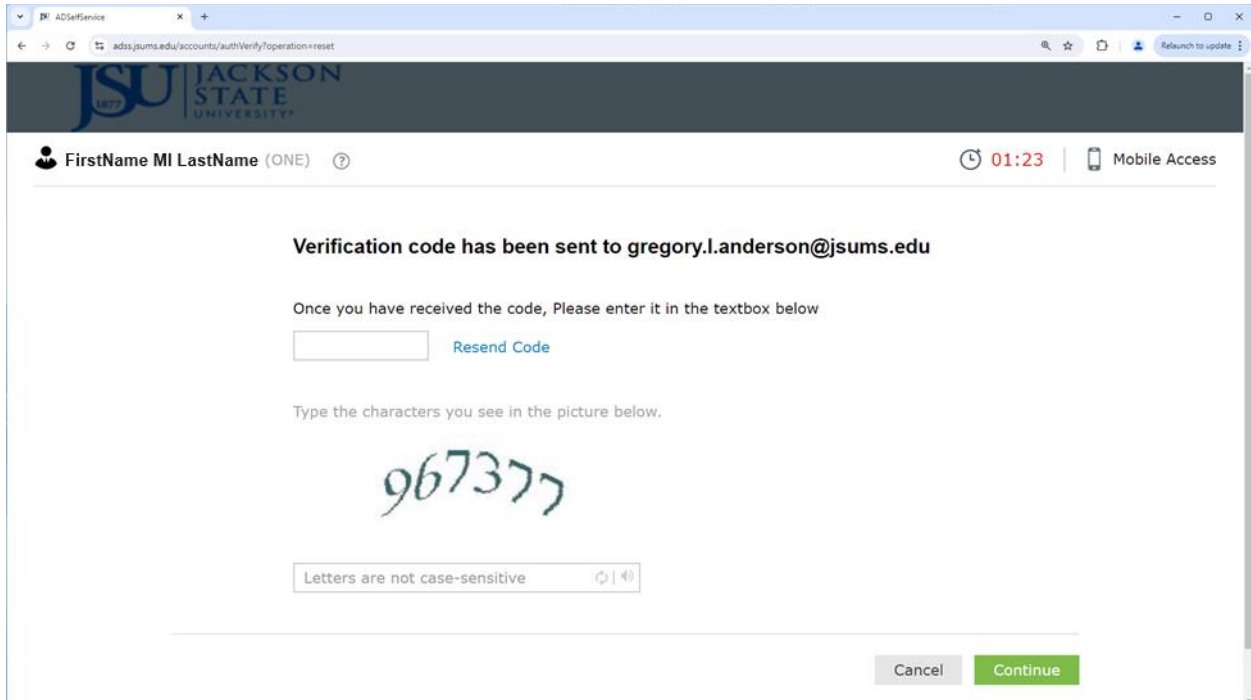 ADSelfService
adss.jsums.edu/accounts/authVerify?operation=reset
Relaunch to update
JSU
1877
JACKSON
STATE
UNIVERSITY
FirstName MI LastName (ONE)
01:23
Mobile Access
Verification code has been sent to gregory.l.anderson@jsums.edu
Once you have received the code, Please enter it in the textbox below
Resend Code
Type the characters you see in the picture below.
967377
Letters are not case-sensitive
Cancel
Continue